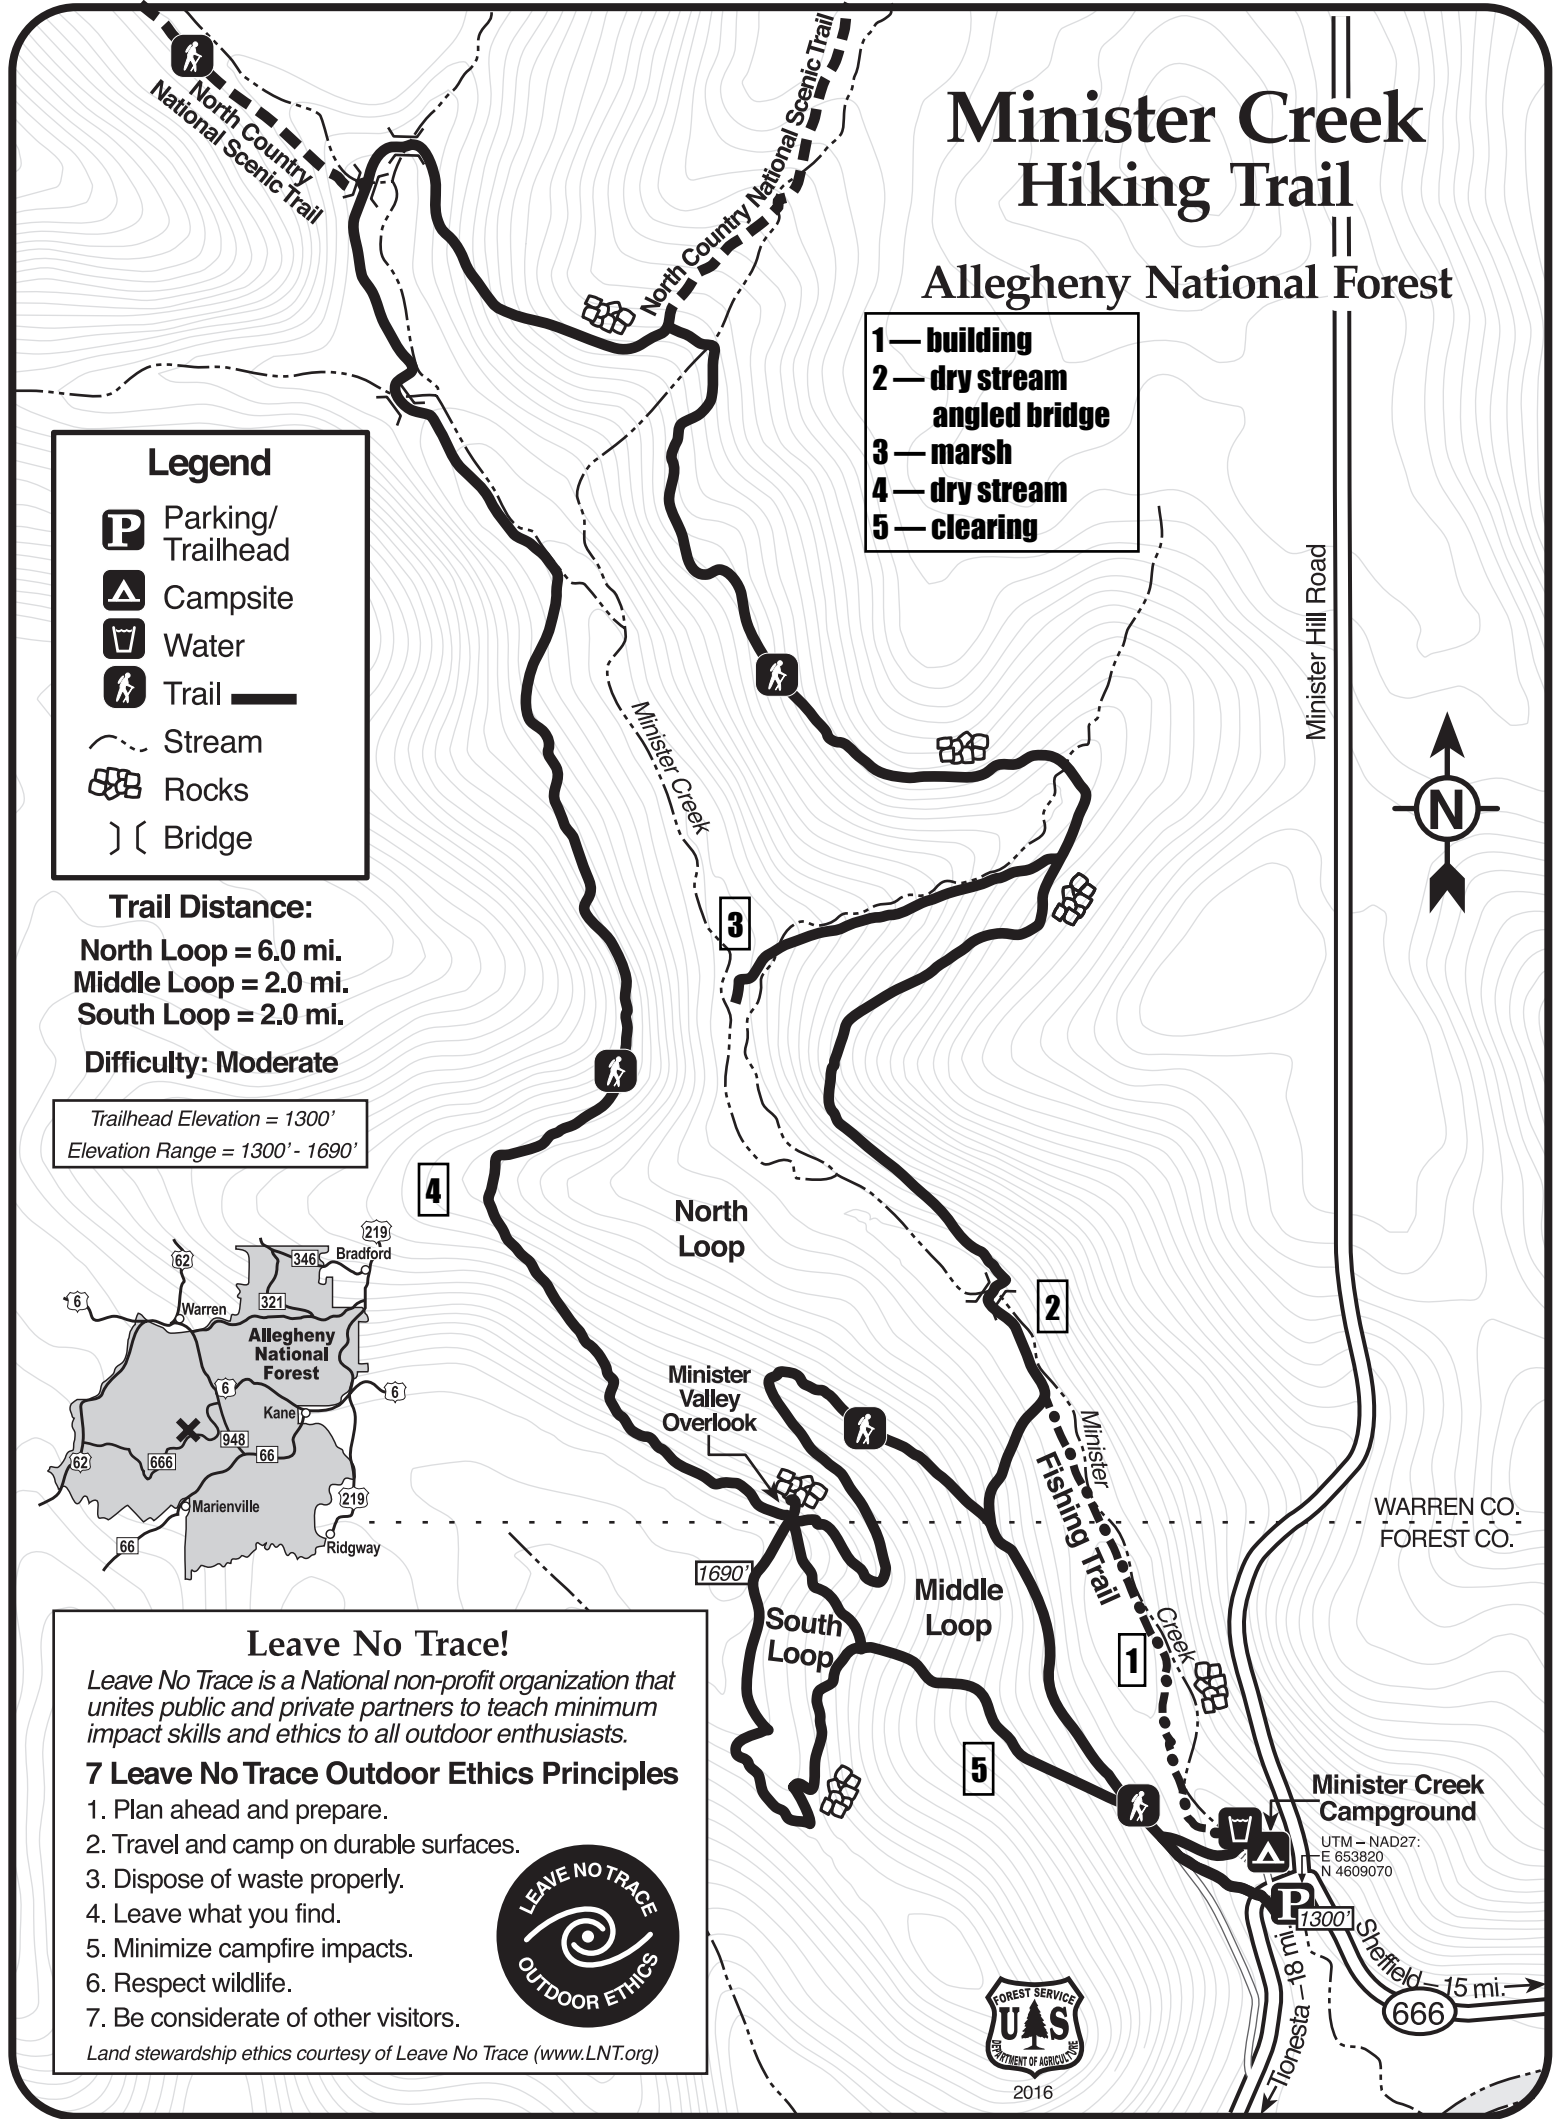 North Country
National Scenic Trail
North Country National Scenic Trail
Minister Creek
Hiking Trail
Allegheny National Forest
1 — building
2 — dry stream
angled bridge
3 — marsh
4 — dry stream
5 — clearing
Legend
P
Parking/
Trailhead
Campsite
Water
Trail
Stream
Rocks
Bridge
Trail Distance:
North Loop = 6.0 mi.
Middle Loop = 2.0 mi.
South Loop = 2.0 mi.
Difficulty: Moderate
Trailhead Elevation = 1300'
Elevation Range = 1300' - 1690'
Minister Hill Road
N
Minister Creek
3
4
North
Loop
2
Minister
Valley
Overlook
Minister
Creek
Fishing Trail
WARREN CO.
FOREST CO.
1690'
South
Loop
Middle
Loop
1
5
Minister Creek
Campground
UTM – NAD27:
E 653820
N 4609070
P
1300'
Sheffield – 15 mi.
666
Tionesta – 18 mi.
219
62
346
Bradford
6
321
Warren
Allegheny
National
Forest
6
6
Kane
948
66
62
666
219
Marienville
66
Ridgway
Leave No Trace!
Leave No Trace is a National non-profit organization that
unites public and private partners to teach minimum
impact skills and ethics to all outdoor enthusiasts.
7 Leave No Trace Outdoor Ethics Principles
1. Plan ahead and prepare.
2. Travel and camp on durable surfaces.
3. Dispose of waste properly.
4. Leave what you find.
5. Minimize campfire impacts.
6. Respect wildlife.
7. Be considerate of other visitors.
Land stewardship ethics courtesy of Leave No Trace (www.LNT.org)
LEAVE NO TRACE
OUTDOOR ETHICS
FOREST SERVICE
U S
DEPARTMENT OF AGRICULTURE
2016